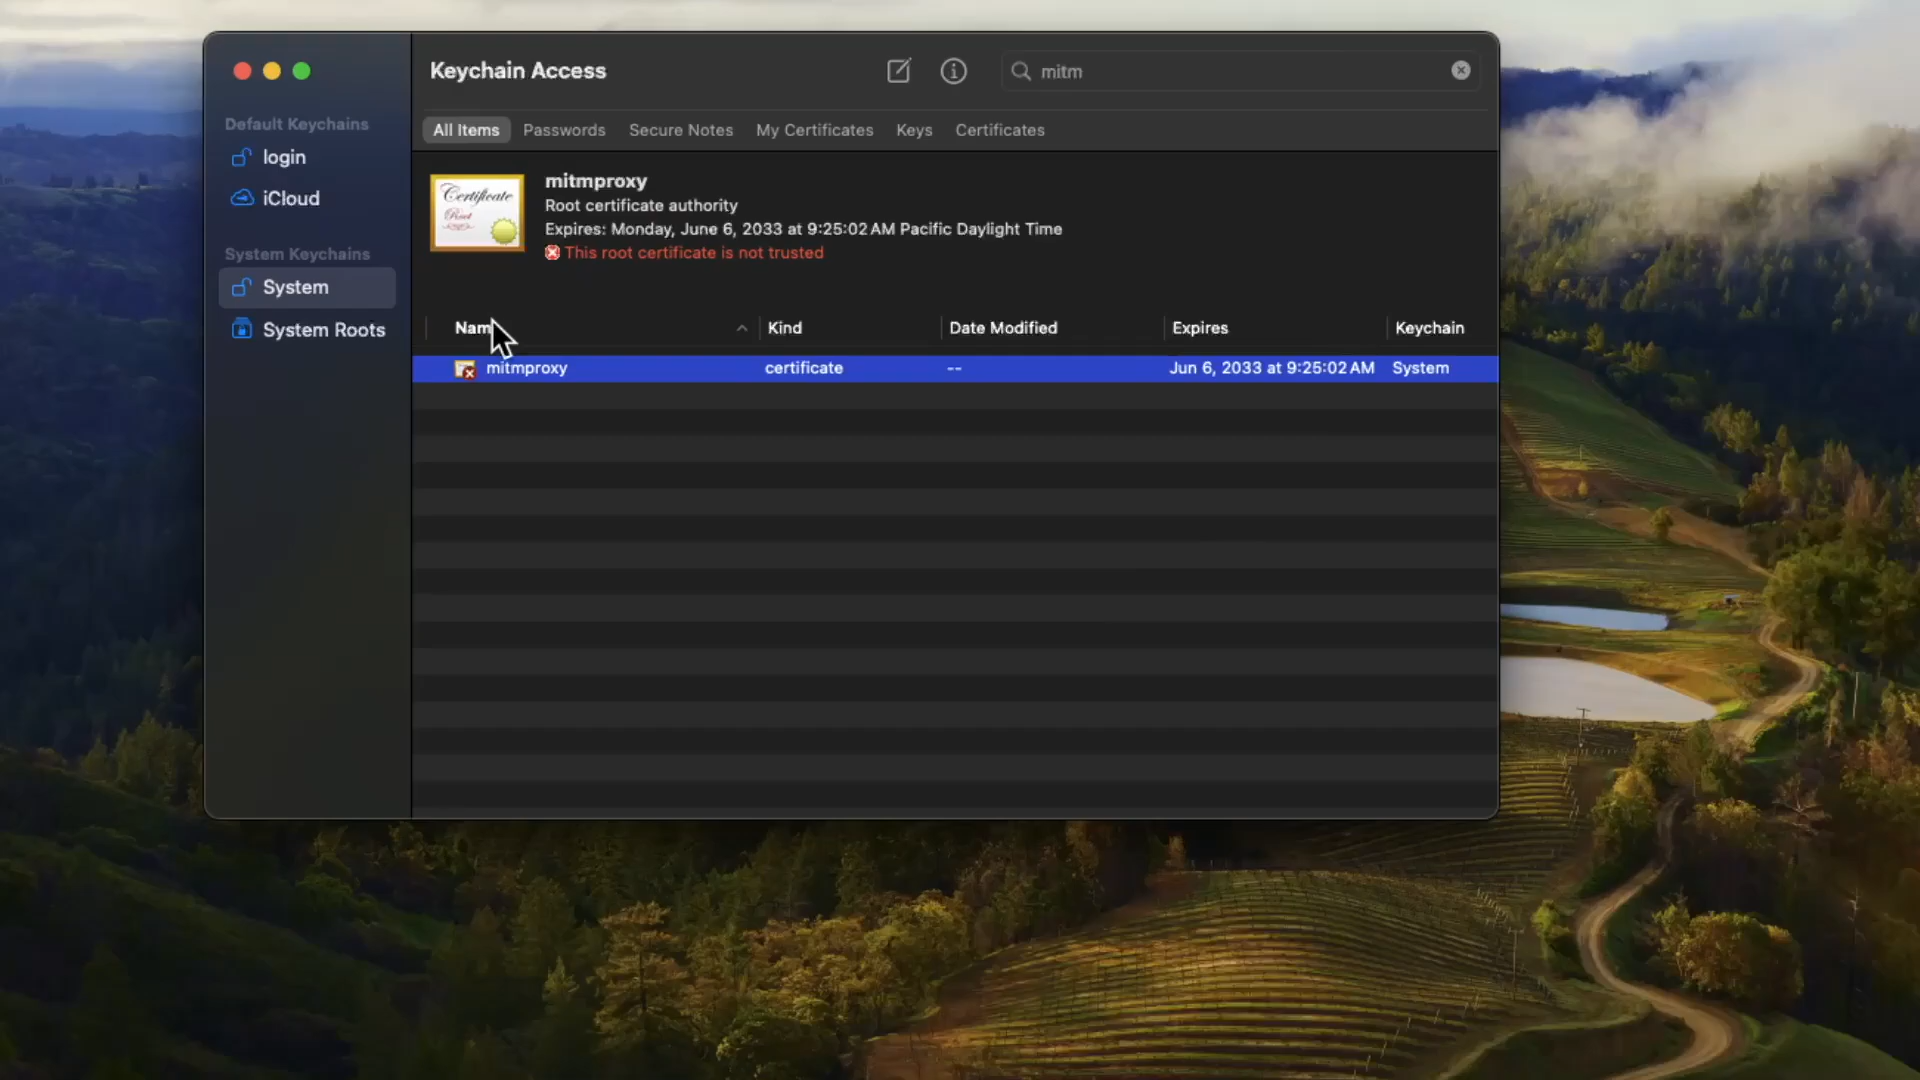 Keychain Access
mitm
Default Keychains
login
iCloud
System Keychains
System
System Roots
All Items
Passwords
Secure Notes
My Certificates
Keys
Certificates
Certificate
Root
mitmproxy
Root certificate authority
Expires: Monday, June 6, 2033 at 9:25:02 AM Pacific Daylight Time
This root certificate is not trusted
Nam
Kind
Date Modified
Expires
Keychain
mitmproxy
certificate
--
Jun 6, 2033 at 9:25:02 AM
System